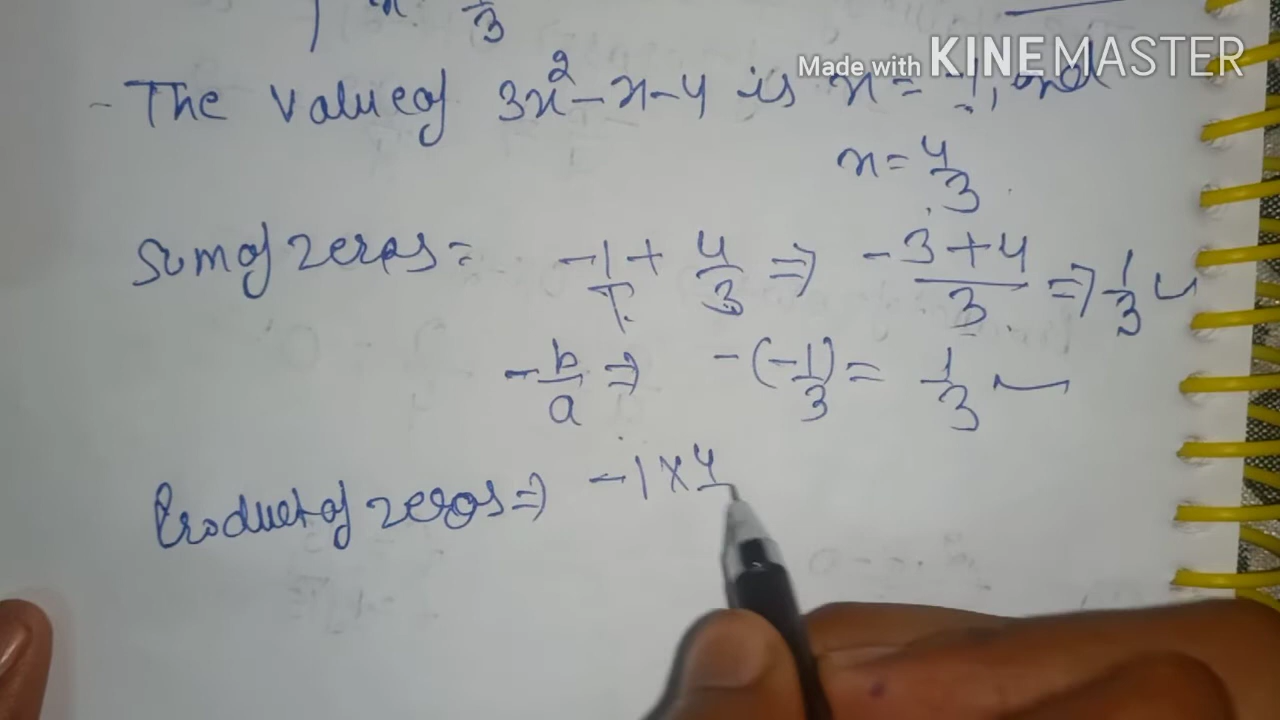 x 3
Made with KINEMASTER
- The value of 3x²-x-4 is x = -1, and
x = 4/3
Sum of zeros = -1/1 + 4/3 ⇒ -3+4/3 ⇒ 1/3
-b/a ⇒ -(-1/3) = 1/3
Product of zeros ⇒ -1 × 4